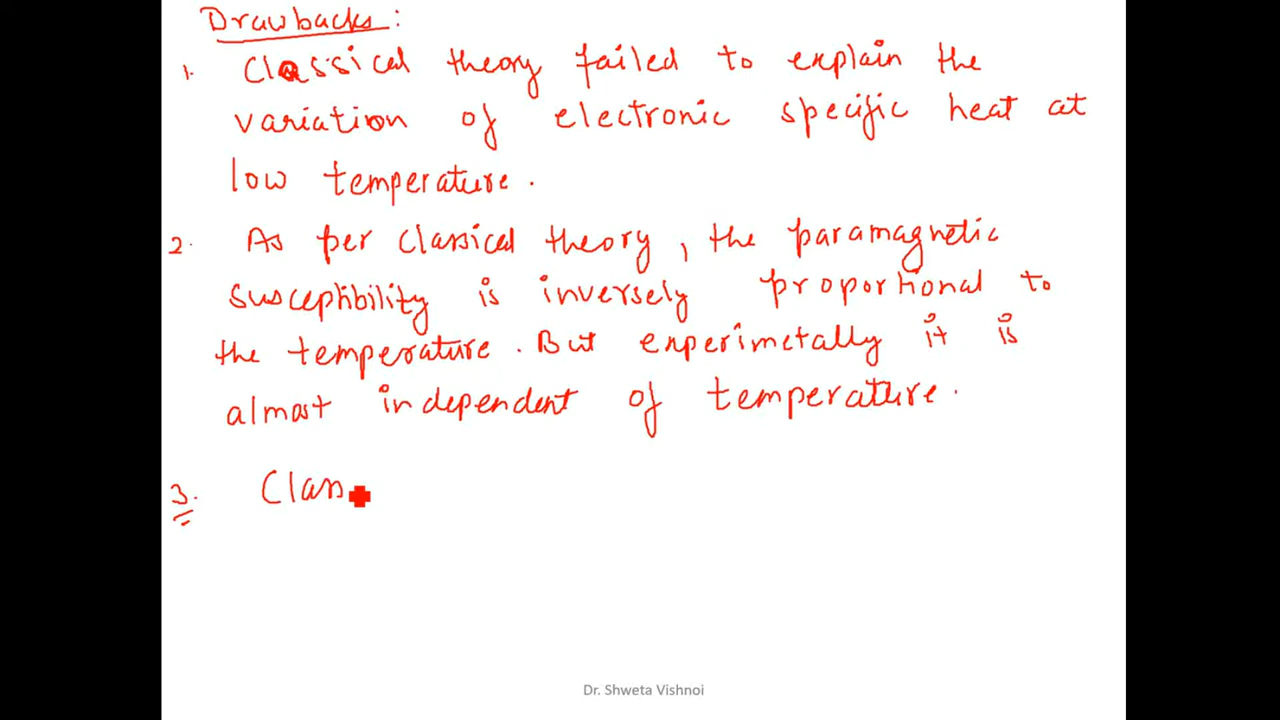 Drawbacks :
1. Classical theory failed to explain the
variation of electronic specific heat at
low temperature.
2. As per classical theory, the paramagnetic
susceptibility is inversely proportional to
the temperature. But experimetally it is
almost independent of temperature.
3. Class
Dr. Shweta Vishnoi